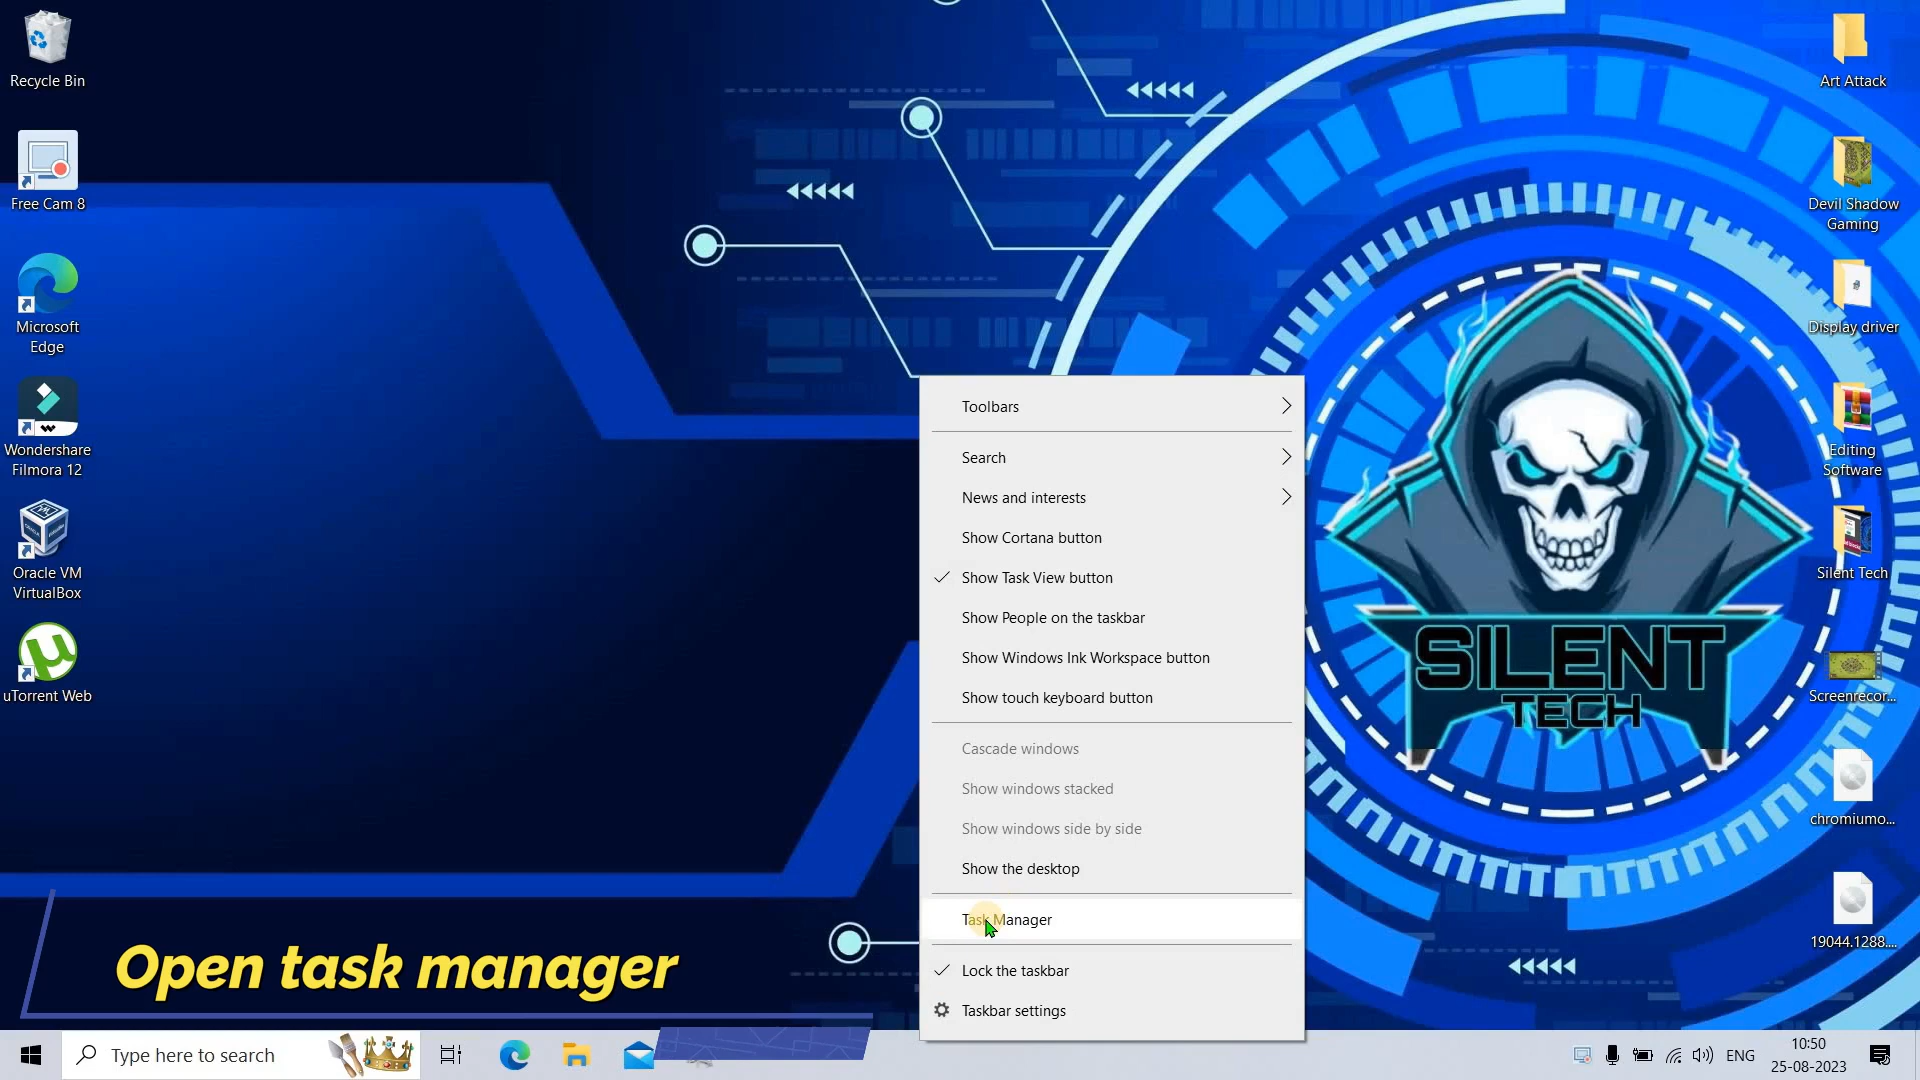 Recycle Bin
Free Cam 8
Microsoft
Edge
Wondershare
Filmora 12
Oracle VM
VirtualBox
uTorrent Web
Art Attack
Devil Shadow
Gaming
Display driver
Editing
Software
Silent Tech
Screenrecor...
chromiumo...
19044.1288....
SILENT
TECH
Toolbars
Search
News and interests
Show Cortana button
Show Task View button
Show People on the taskbar
Show Windows Ink Workspace button
Show touch keyboard button
Cascade windows
Show windows stacked
Show windows side by side
Show the desktop
Task Manager
Lock the taskbar
Taskbar settings
Open task manager
Type here to search
ENG
10:50
25-08-2023